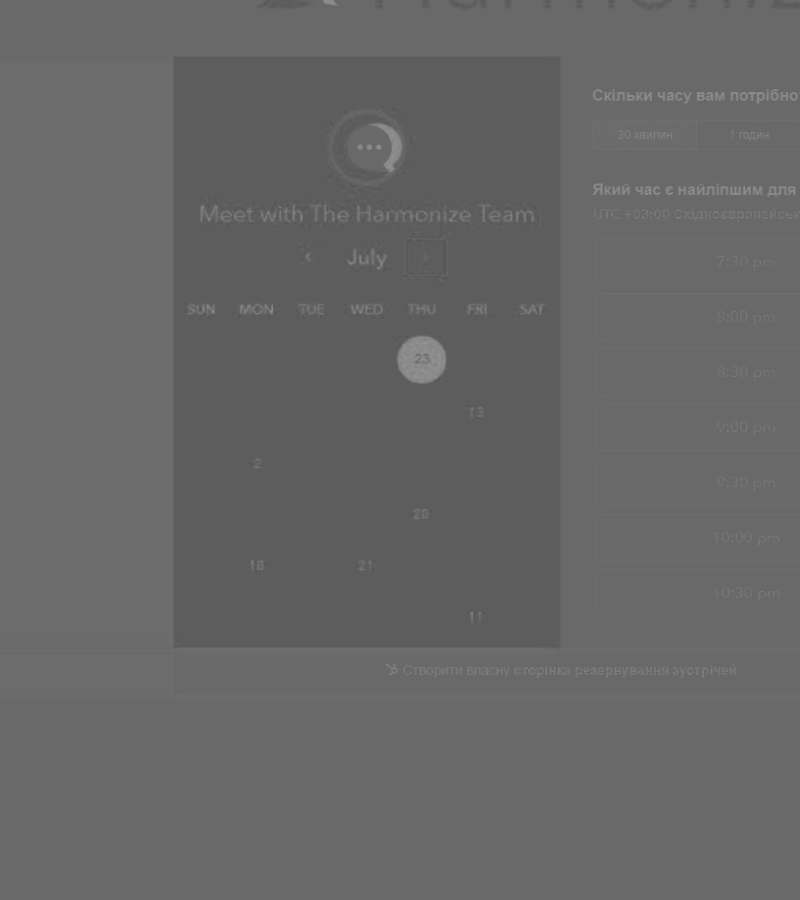 Meet with The Harmonize Team
July
SUN MON TUE WED THU FRI SAT
23
13
2
20
18 21
11
Скільки часу вам потрібно
30 хвилин 1 годин
Який час є найліпшим для
UTC +03:00
7:30 pm
8:00 pm
8:30 pm
9:00 pm
9:30 pm
10:00 pm
10:30 pm
Створити власну сторінка резервування зустрічей